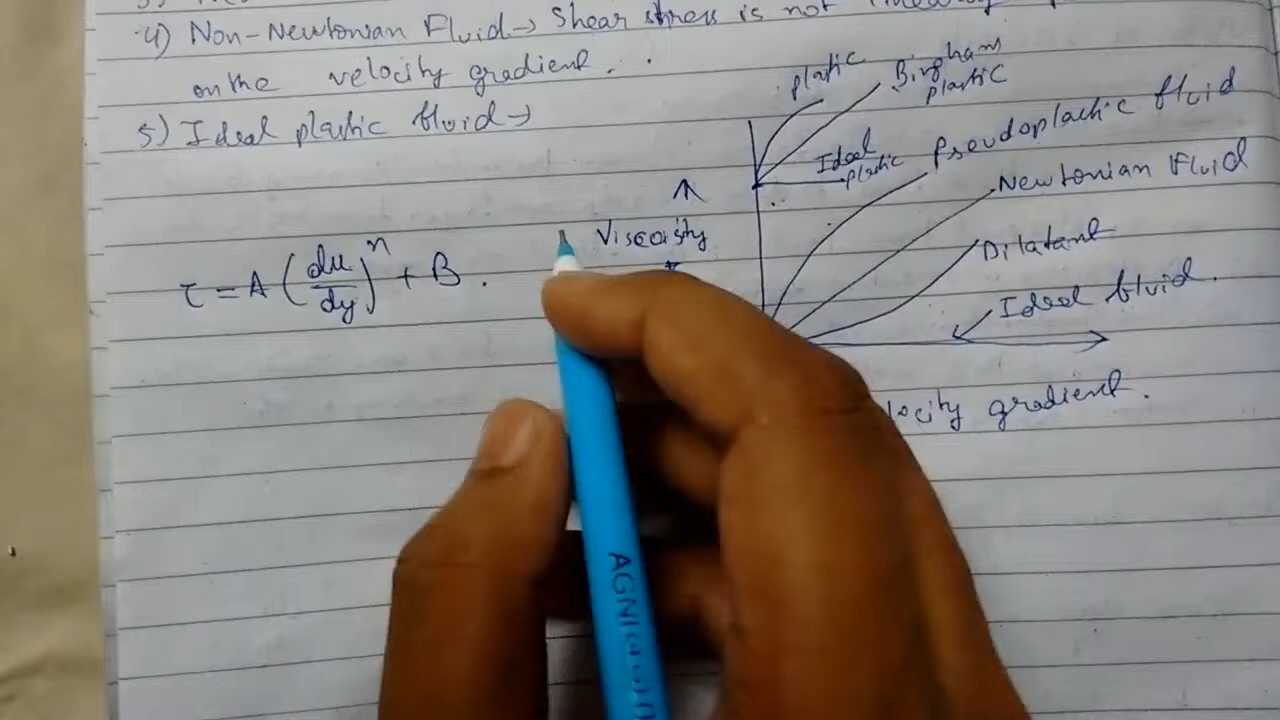 4) Non-Newtonian Fluid → Shear stress is not
on the velocity gradient.
5) Ideal plastic fluid →
τ = A (du/dy)^n + B.
plastic
Bingham
plastic
Ideal
plastic
Pseudoplastic fluid
Newtonian Fluid
Viscosity
Dilatant
Ideal fluid.
locity gradient.
AGNI